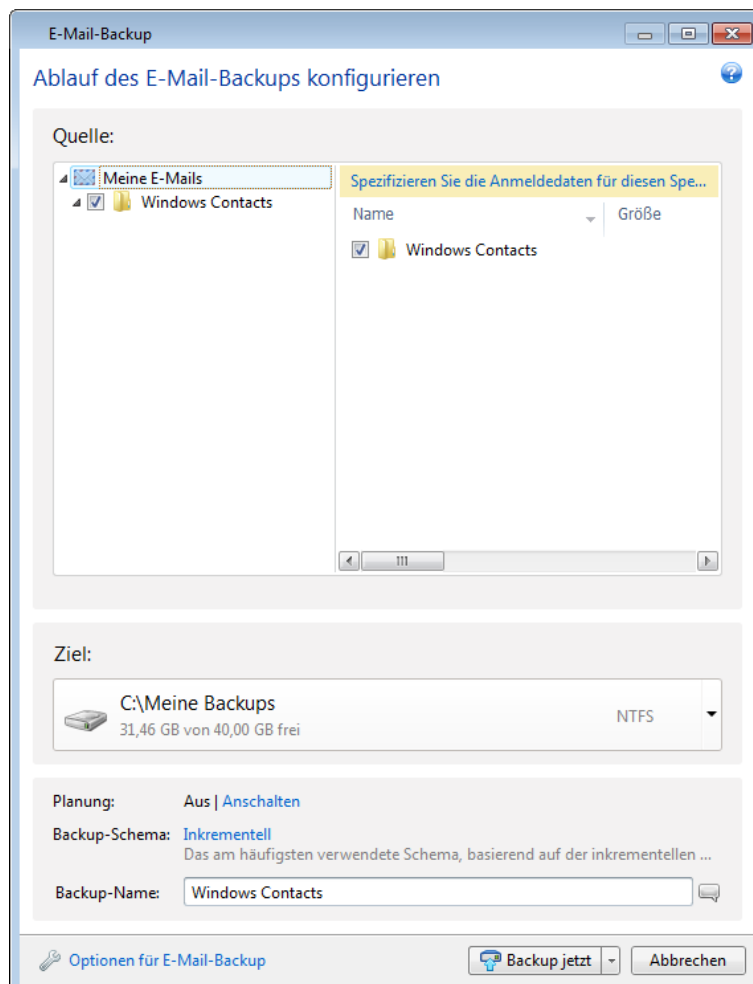 E-Mail-Backup
Ablauf des E-Mail-Backups konfigurieren
Quelle:
Meine E-Mails
Windows Contacts
Spezifizieren Sie die Anmeldedaten für diesen Spe...
Name Größe
Windows Contacts
Ziel:
C:\Meine Backups
31,46 GB von 40,00 GB frei
NTFS
Planung: Aus | Anschalten
Backup-Schema: Inkrementell
Das am häufigsten verwendete Schema, basierend auf der inkrementellen ...
Backup-Name: Windows Contacts
Optionen für E-Mail-Backup Backup jetzt Abbrechen